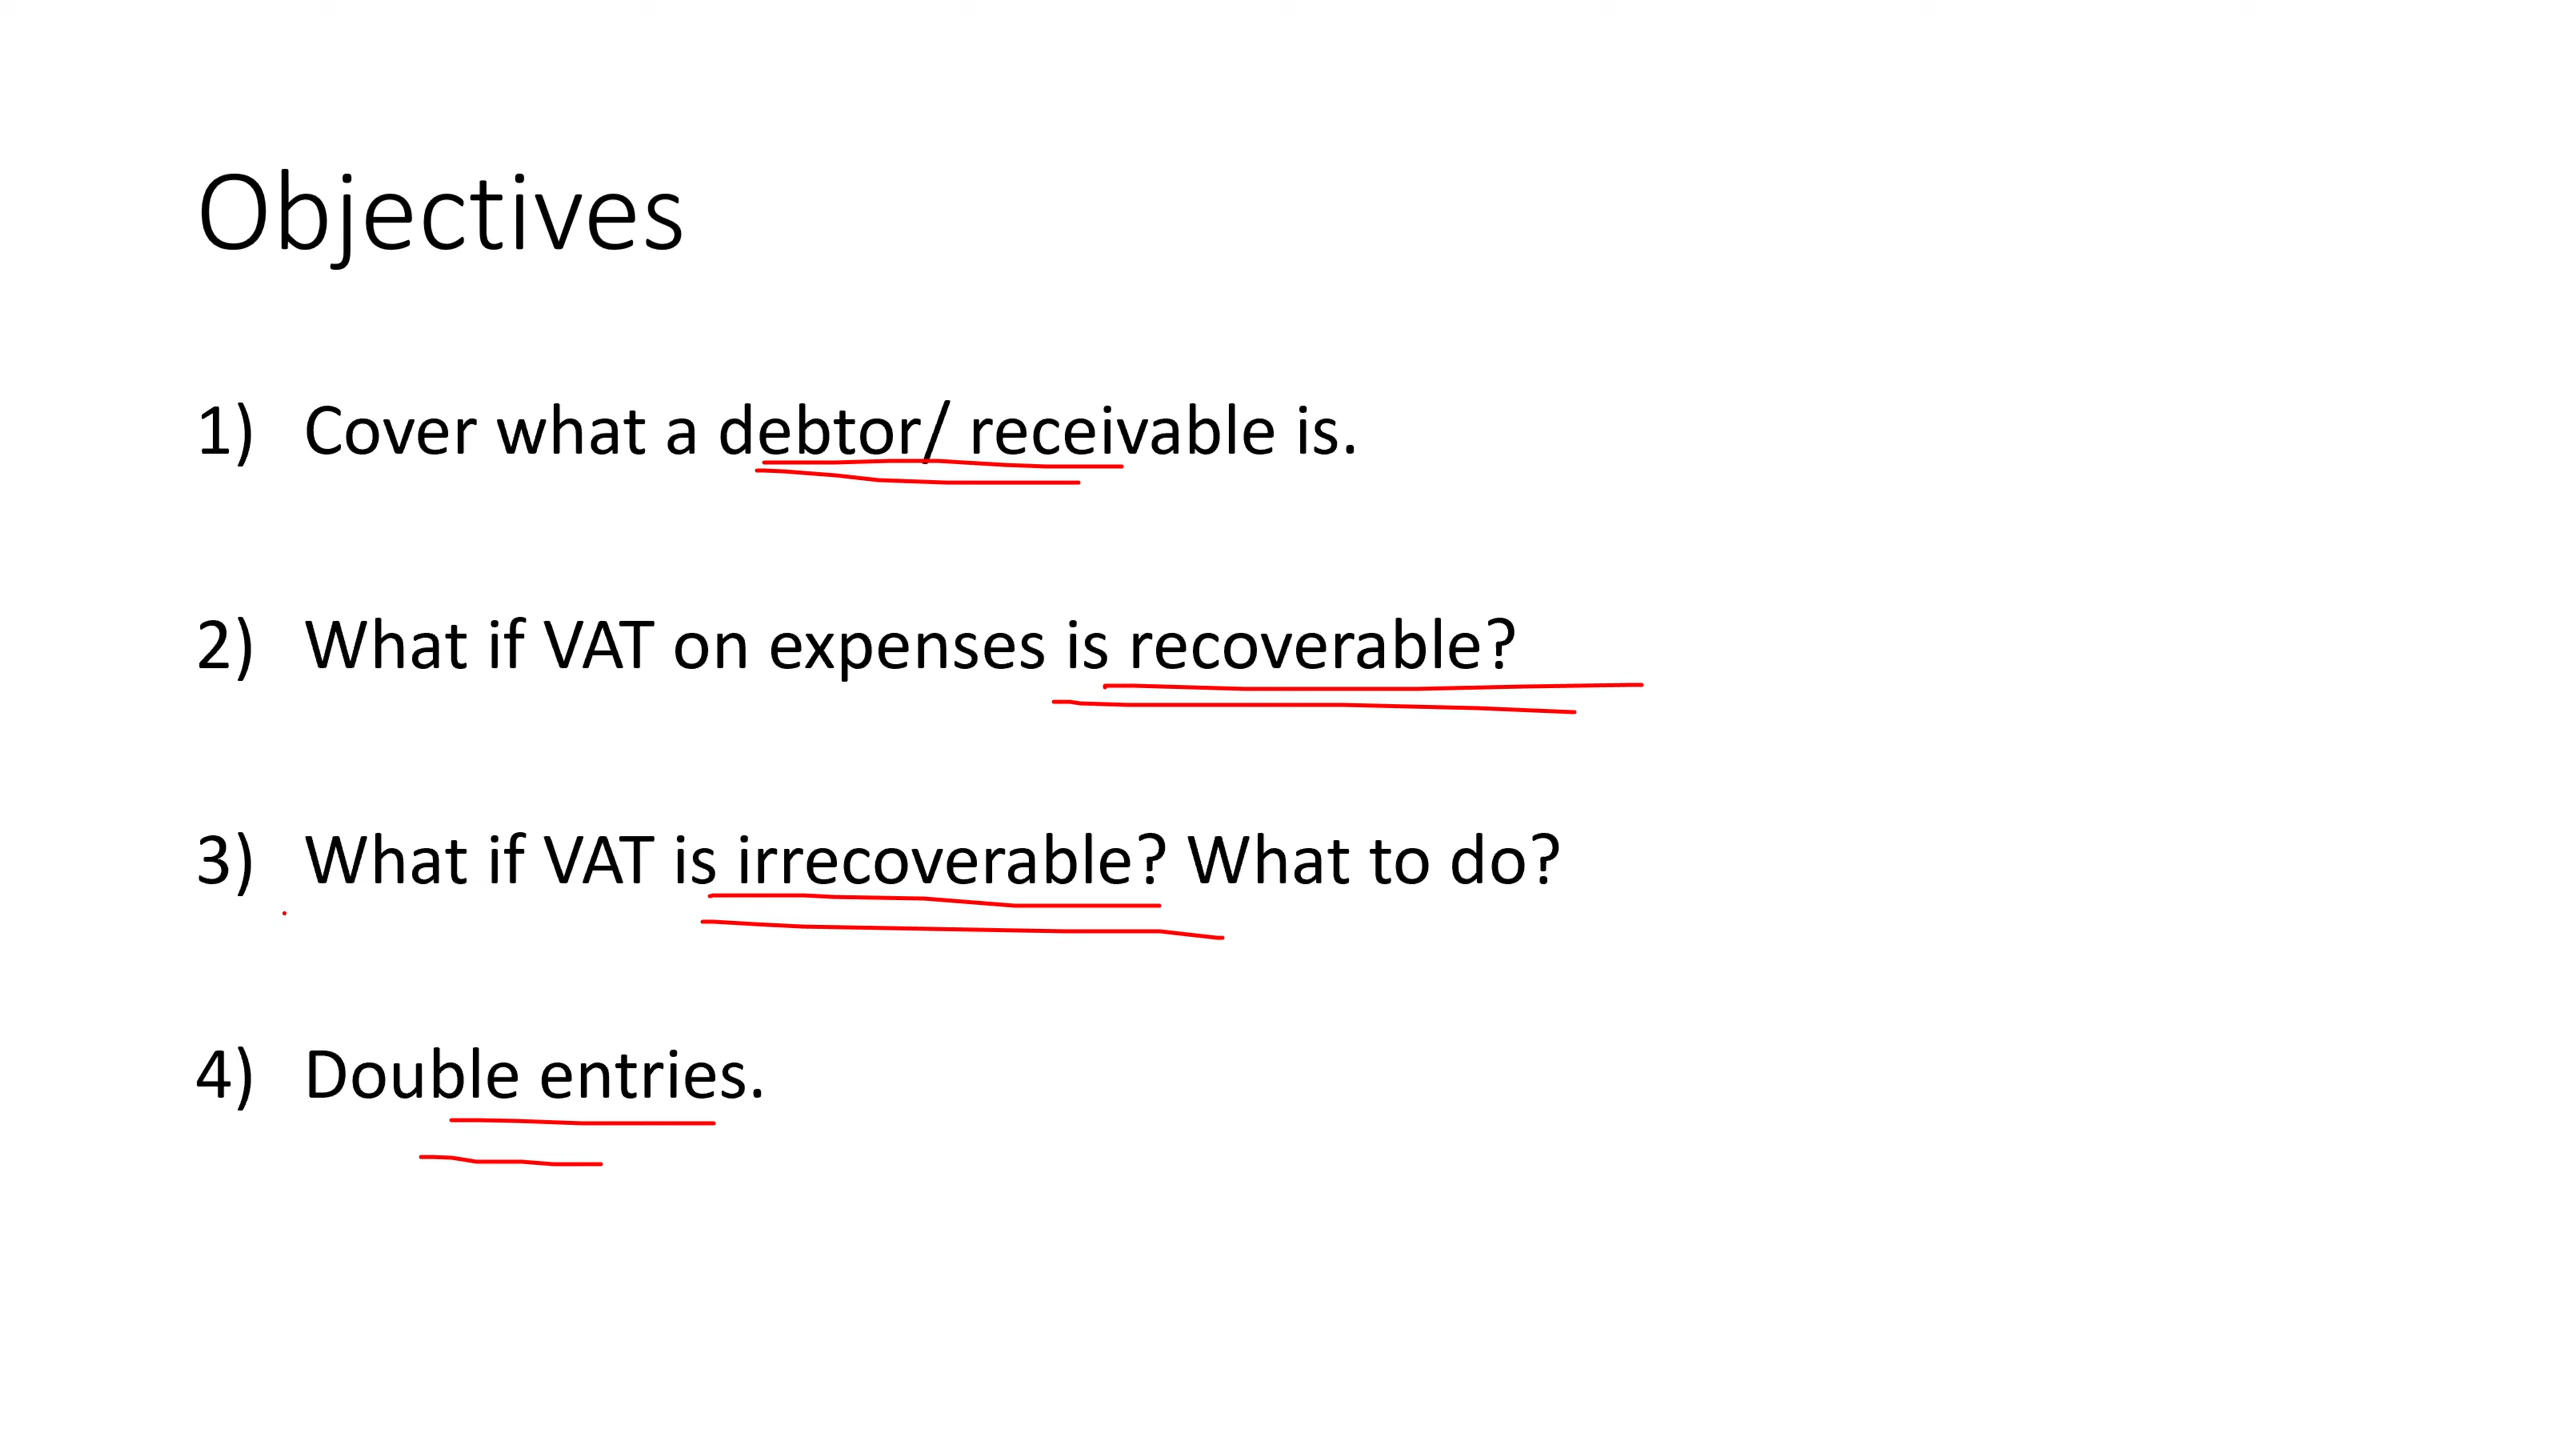 Objectives
1) Cover what a debtor/ receivable is.
2) What if VAT on expenses is recoverable?
3) What if VAT is irrecoverable? What to do?
4) Double entries.